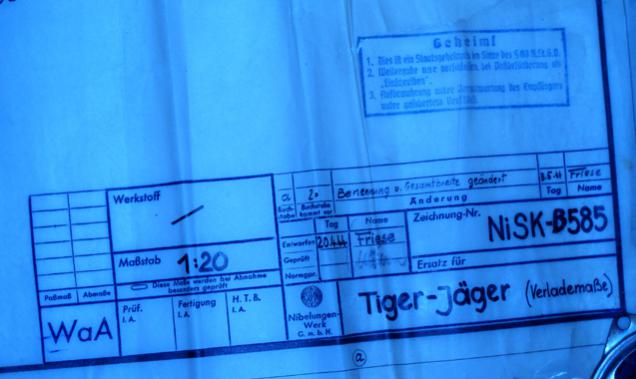 Geheim!
1. Dies ist ein Staatsgeheimnis im Sinne des § 88 R.St.G.B.
2. Weitergabe nur verschlossen, bei Postbeförderung als
"Einschreiben".
3. Aufbewahrung unter Verantwortung des Empfängers
unter gesichertem
a 2x Benennung u. Gesamtbreite geändert Friese
Tag Name
Änderung
Werkstoff
Maßstab 1:20
Diese Maße werden bei Abnahme
besonders geprüft
Paßmaß Abmaße
WaA
Prüf.
I. A.
Fertigung
I. A.
H. T. B.
I. A.
Tag Name
Entworfen 20.4.44 Friese
Geprüft
Normgpr.
Zeichnung-Nr. NiSK-B585
Ersatz für
Nibelungen-
Werk
G. m. b. H.
Tiger-Jäger (Verlademaße)
a